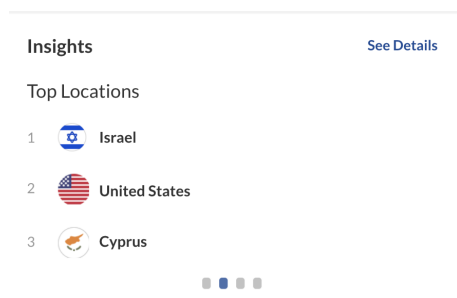 Insights
See Details
Top Locations
1 Israel
2 United States
3 Cyprus